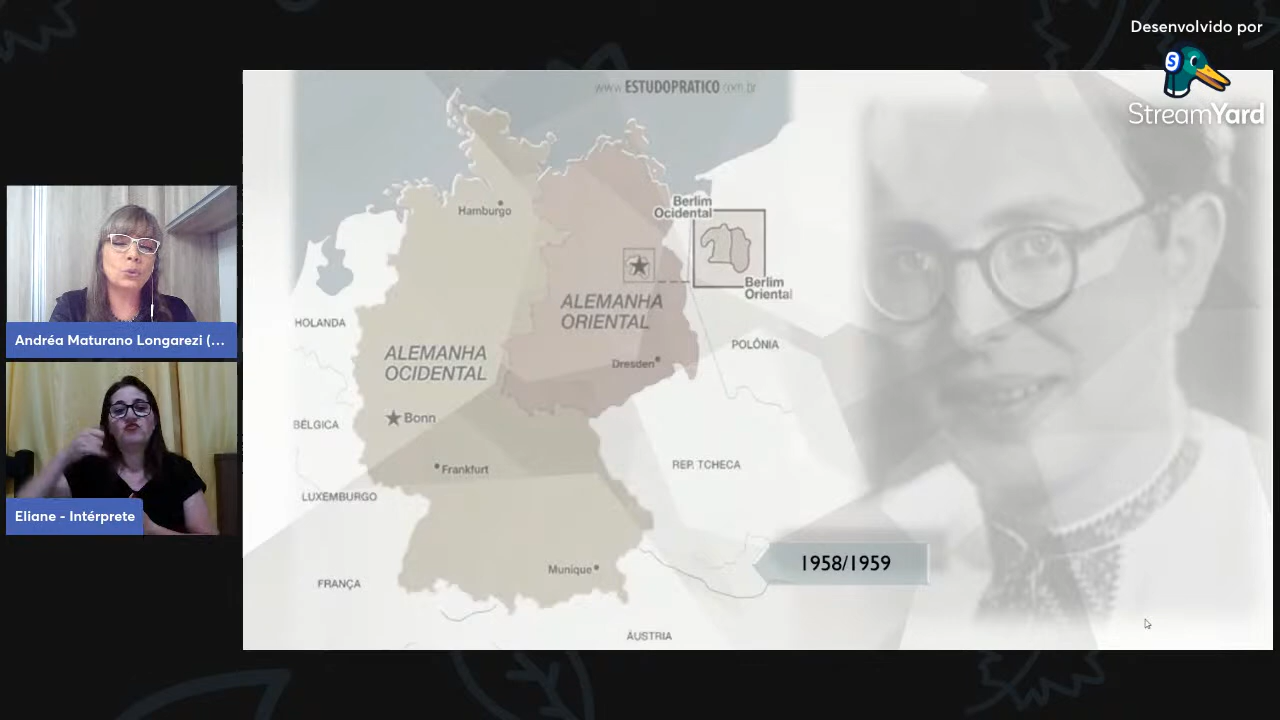 Desenvolvido por
StreamYard
www.ESTUDOPRATICO.com.br
Hamburgo
Berlim
Ocidental
Berlim
Oriental
ALEMANHA
ORIENTAL
HOLANDA
POLÔNIA
ALEMANHA
OCIDENTAL
Dresden
Bonn
BÉLGICA
Frankfurt
REP. TCHECA
LUXEMBURGO
1958/1959
Munique
FRANÇA
ÁUSTRIA
Andréa Maturano Longarezi (...
Eliane - Intérprete